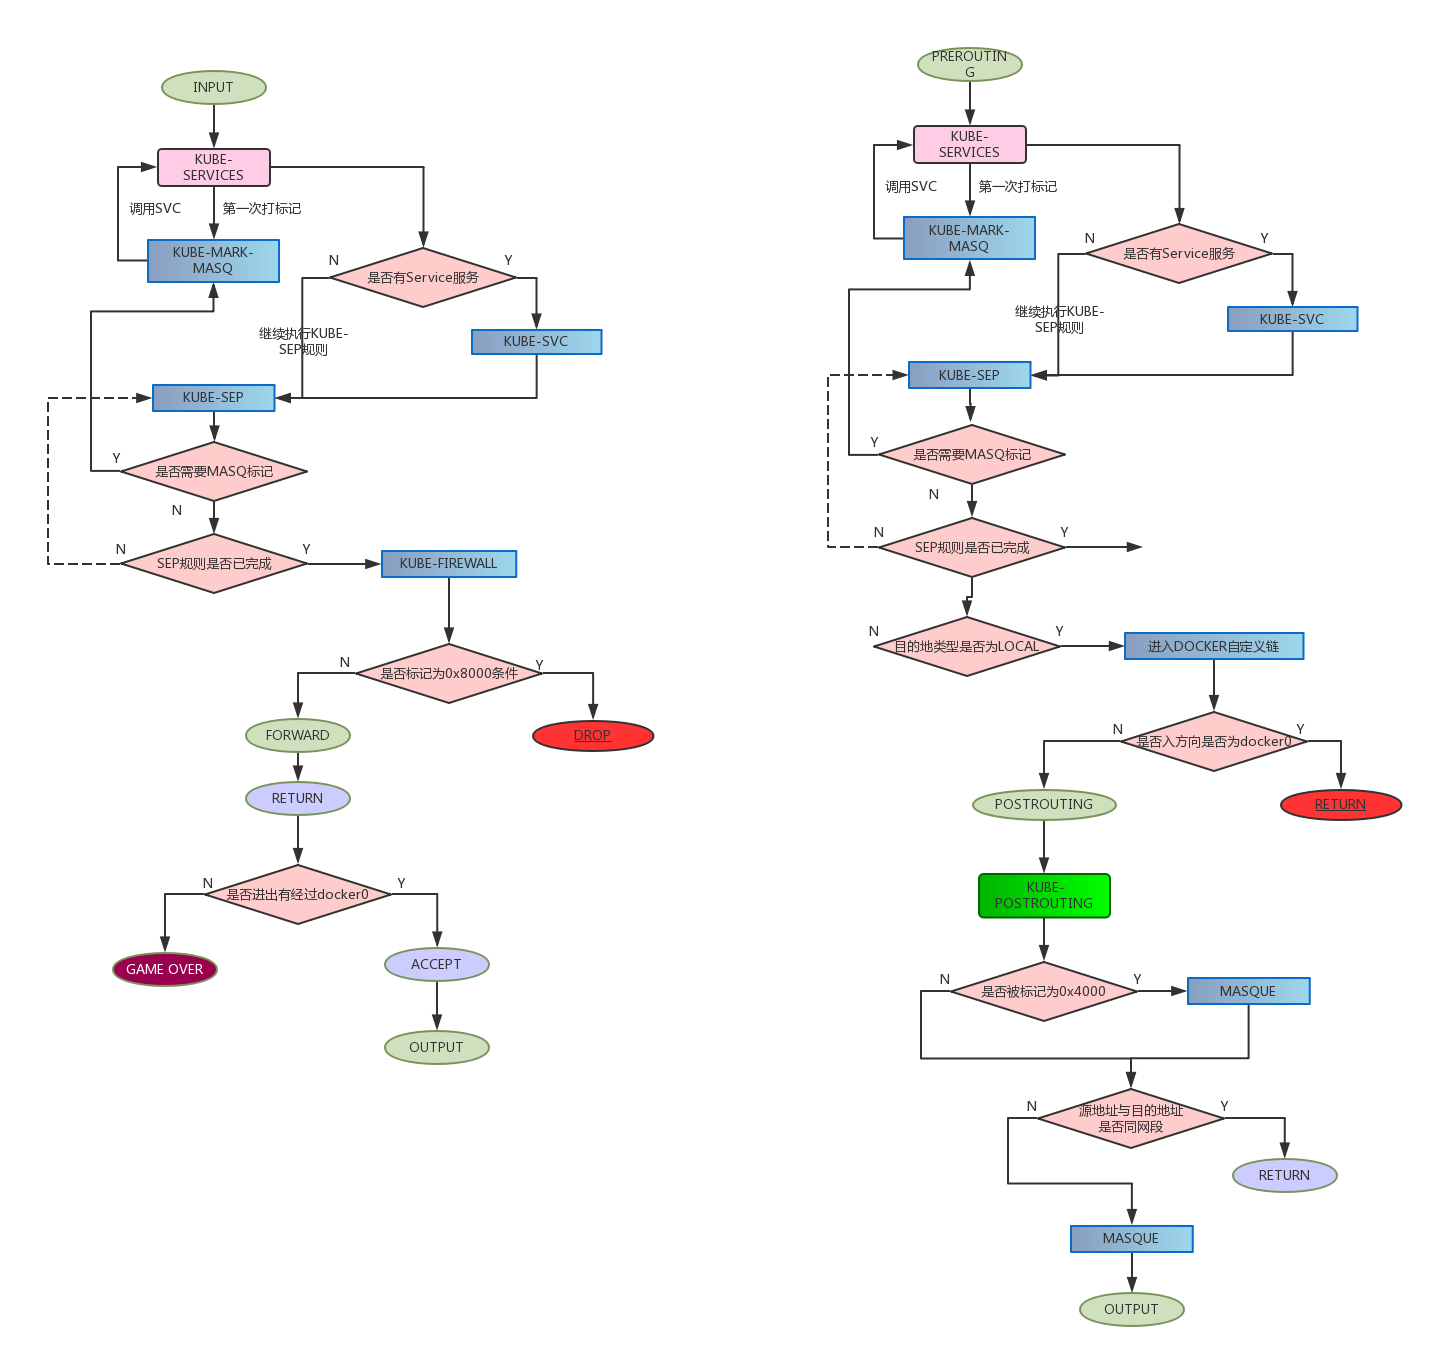 INPUT
KUBE-
SERVICES
调用SVC
第一次打标记
KUBE-MARK-
MASQ
N
是否有Service服务
Y
继续执行KUBE-
SEP规则
KUBE-SVC
KUBE-SEP
Y
是否需要MASQ标记
N
N
SEP规则是否已完成
Y
KUBE-FIREWALL
N
是否标记为0x8000条件
Y
FORWARD
DROP
RETURN
N
是否进出有经过docker0
Y
GAME OVER
ACCEPT
OUTPUT
PREROUTIN
G
KUBE-
SERVICES
调用SVC
第一次打标记
KUBE-MARK-
MASQ
N
是否有Service服务
Y
继续执行KUBE-
SEP规则
KUBE-SVC
KUBE-SEP
Y
是否需要MASQ标记
N
N
SEP规则是否已完成
Y
N
目的地类型是否为LOCAL
Y
进入DOCKER自定义链
N
是否入方向是否为docker0
Y
POSTROUTING
RETURN
KUBE-
POSTROUTING
N
是否被标记为0x4000
Y
MASQUE
N
源地址与目的地址
是否同网段
Y
RETURN
MASQUE
OUTPUT